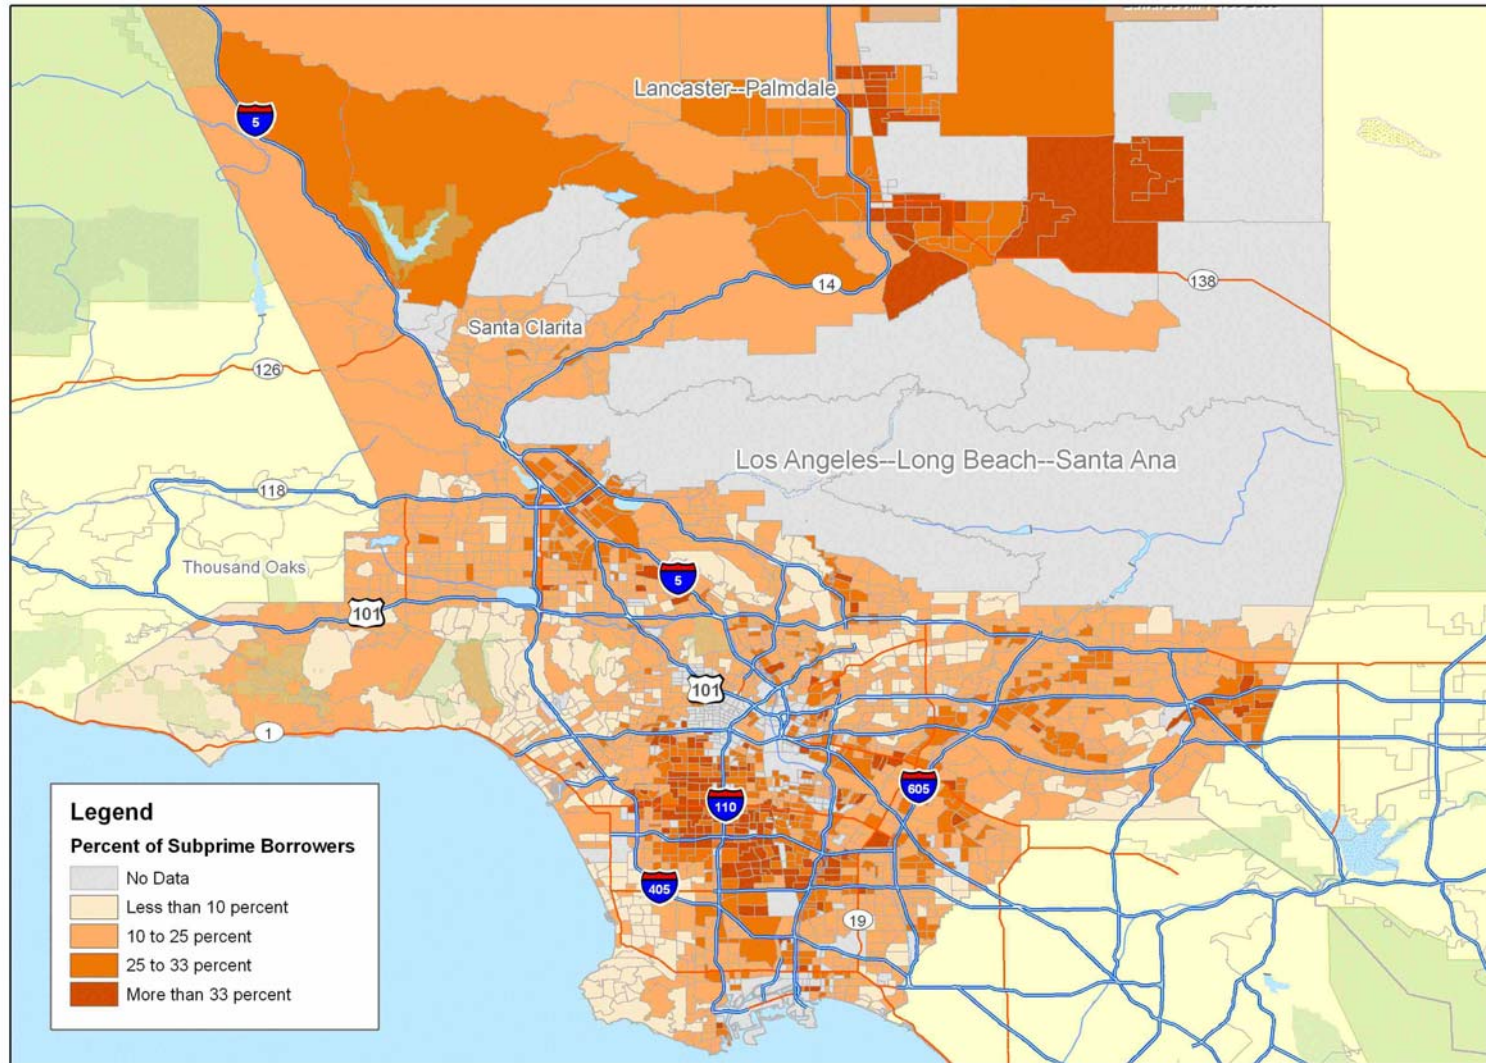 Lancaster--Palmdale
5
14
138
Santa Clarita
126
Los Angeles--Long Beach--Santa Ana
118
Thousand Oaks
5
101
101
1
605
110
405
19
Legend
Percent of Subprime Borrowers
No Data
Less than 10 percent
10 to 25 percent
25 to 33 percent
More than 33 percent